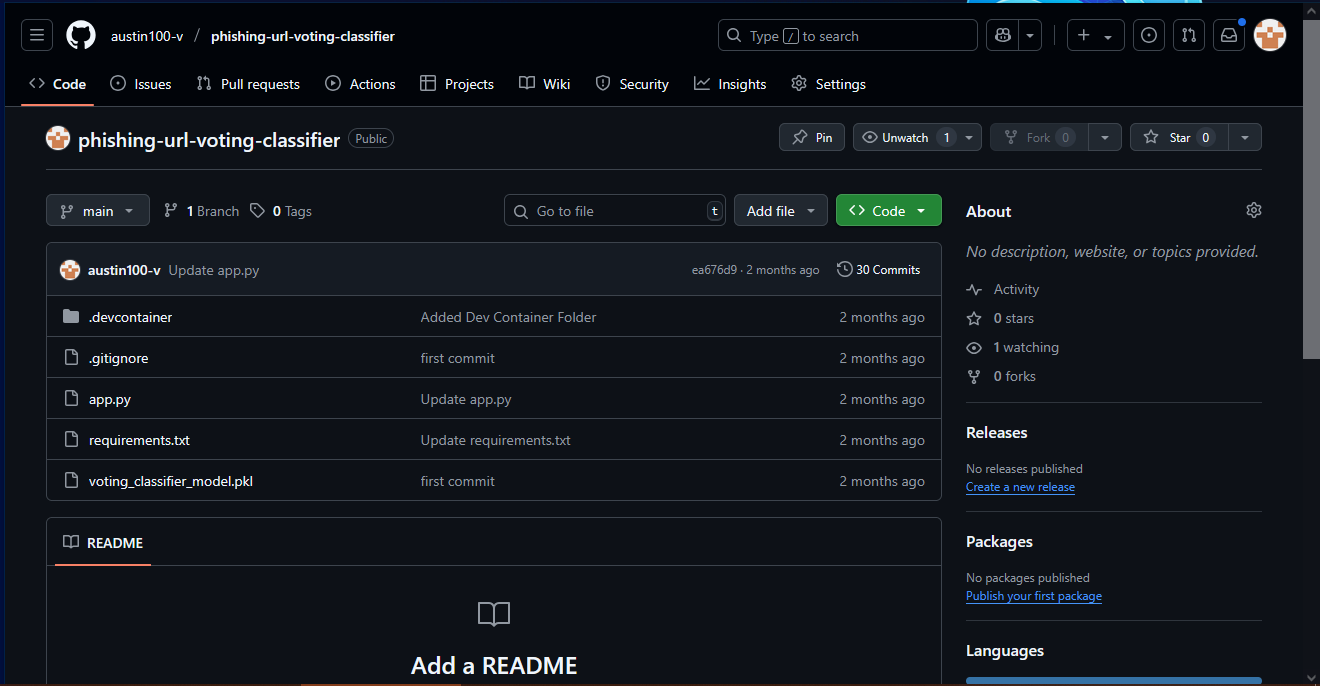 austin100-v / phishing-url-voting-classifier
Type / to search
Code Issues Pull requests Actions Projects Wiki Security Insights Settings
phishing-url-voting-classifier Public
Pin Unwatch 1 Fork 0 Star 0
main 1 Branch 0 Tags
Go to file t Add file Code
austin100-v Update app.py ea676d9 · 2 months ago 30 Commits
.devcontainer Added Dev Container Folder 2 months ago
.gitignore first commit 2 months ago
app.py Update app.py 2 months ago
requirements.txt Update requirements.txt 2 months ago
voting_classifier_model.pkl first commit 2 months ago
README
Add a README
About
No description, website, or topics provided.
Activity
0 stars
1 watching
0 forks
Releases
No releases published
Create a new release
Packages
No packages published
Publish your first package
Languages